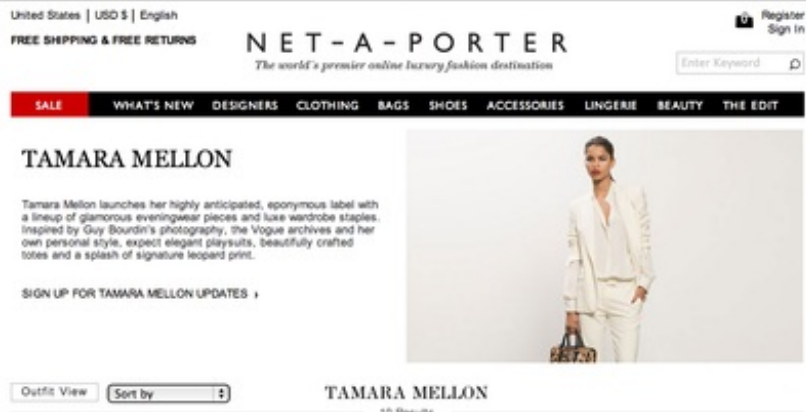 United States | USD $ | English
FREE SHIPPING & FREE RETURNS
NET-A-PORTER
The world's premier online luxury fashion destination
0
Register
Sign In
Enter Keyword
SALE WHAT'S NEW DESIGNERS CLOTHING BAGS SHOES ACCESSORIES LINGERIE BEAUTY THE EDIT
TAMARA MELLON
Tamara Mellon launches her highly anticipated, eponymous label with
a lineup of glamorous eveningwear pieces and luxe wardrobe staples.
Inspired by Guy Bourdin's photography, the Vogue archives and her
own personal style, expect elegant playsuits, beautifully crafted
totes and a splash of signature leopard print.
SIGN UP FOR TAMARA MELLON UPDATES ›
Outfit View
Sort by
TAMARA MELLON
Results